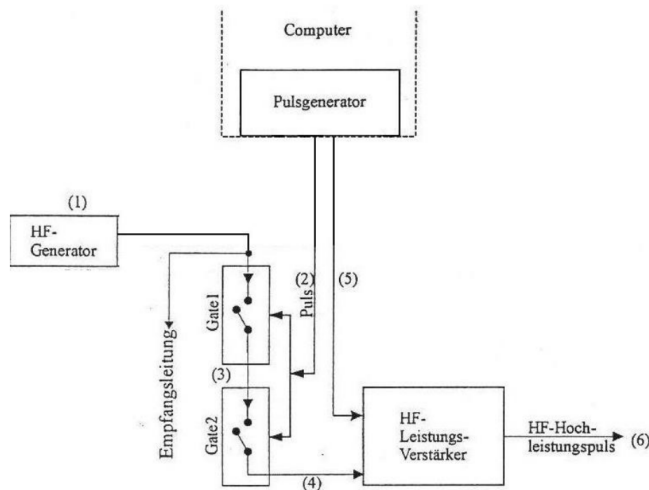 Computer
Pulsgenerator
(1)
HF-
Generator
(2)
(5)
Puls
Gate1
Empfangsleitung
(3)
Gate2
HF-
Leistungs-
Verstärker
HF-Hoch-
leistungspuls
(6)
(4)